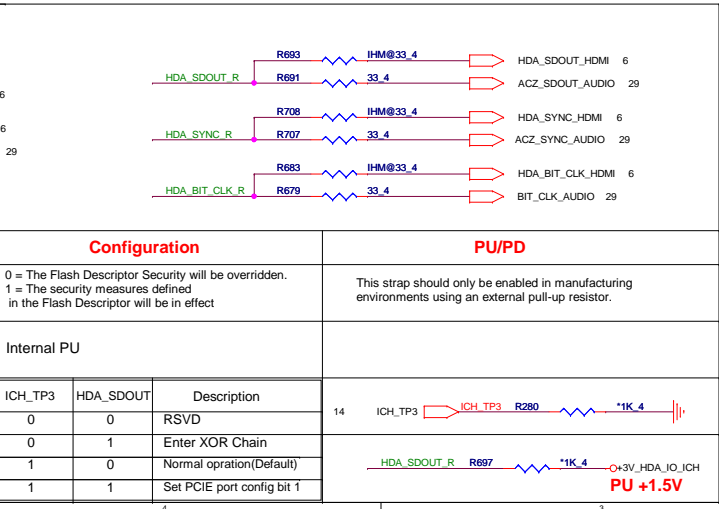 R693 IHM@33_4 HDA_SDOUT_HDMI 6
HDA_SDOUT_R R691 33_4 ACZ_SDOUT_AUDIO 29
6
R708 IHM@33_4 HDA_SYNC_HDMI 6
6
HDA_SYNC_R R707 33_4 ACZ_SYNC_AUDIO 29
29
R683 IHM@33_4 HDA_BIT_CLK_HDMI 6
HDA_BIT_CLK_R R679 33_4 BIT_CLK_AUDIO 29
Configuration PU/PD
0 = The Flash Descriptor Security will be overridden.
1 = The security measures defined
in the Flash Descriptor will be in effect
This strap should only be enabled in manufacturing
environments using an external pull-up resistor.
Internal PU
ICH_TP3 HDA_SDOUT Description
0 0 RSVD
0 1 Enter XOR Chain
1 0 Normal opration(Default)
1 1 Set PCIE port config bit 1
14 ICH_TP3 ICH_TP3 R280 *1K_4
HDA_SDOUT_R R697 *1K_4 +3V_HDA_IO_ICH
PU +1.5V
4 3